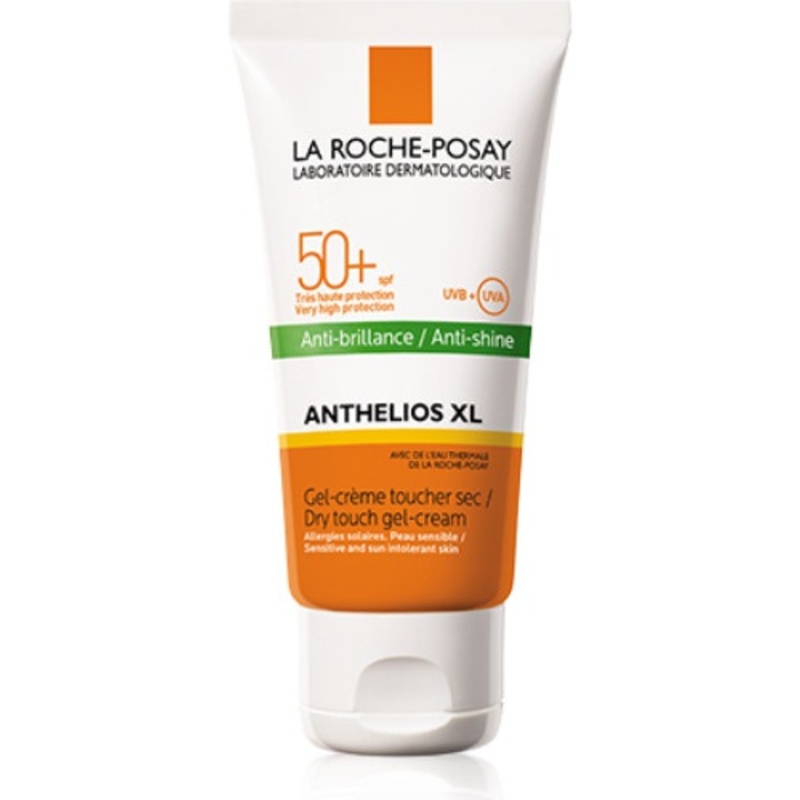 LA ROCHE-POSAY
LABORATOIRE DERMATOLOGIQUE
50+ spf
Très haute protection
Very high protection
UVB + UVA
Anti-brillance / Anti-shine
ANTHELIOS XL
AVEC DE L'EAU THERMALE
DE LA ROCHE-POSAY
Gel-crème toucher sec /
Dry touch gel-cream
Allergies solaires. Peau sensible /
Sensitive and sun intolerant skin